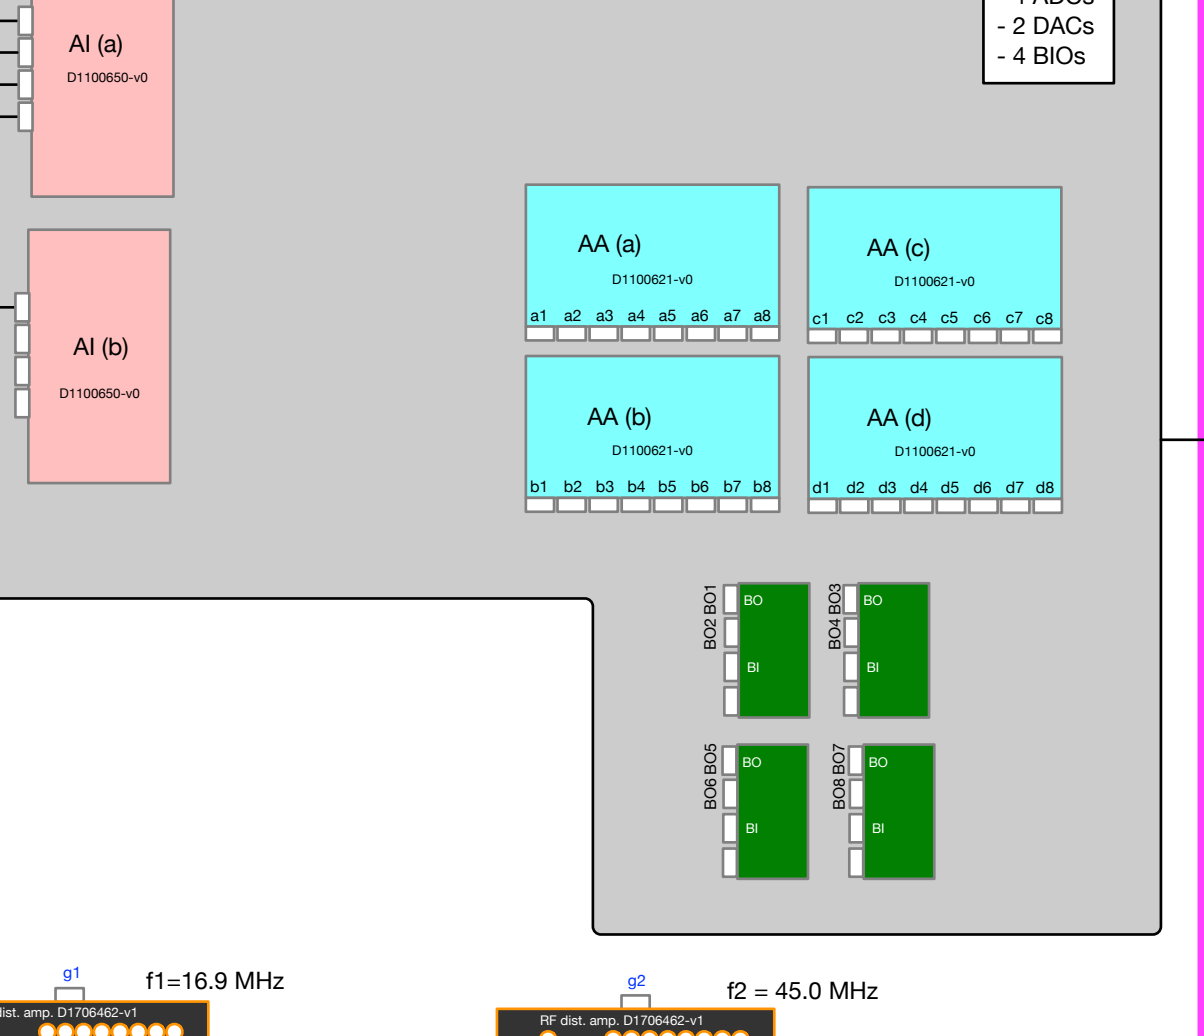 - 2 DACs
- 4 BIOs
AI (a)
D1100650-v0
AI (b)
D1100650-v0
AA (a)
D1100621-v0
a1 a2 a3 a4 a5 a6 a7 a8
AA (c)
D1100621-v0
c1 c2 c3 c4 c5 c6 c7 c8
AA (b)
D1100621-v0
b1 b2 b3 b4 b5 b6 b7 b8
AA (d)
D1100621-v0
d1 d2 d3 d4 d5 d6 d7 d8
BO2 BO1
BO
BI
BO4 BO3
BO
BI
BO6 BO5
BO
BI
BO8 BO7
BO
BI
g1
f1=16.9 MHz
dist. amp. D1706462-v1
g2
f2 = 45.0 MHz
RF dist. amp. D1706462-v1